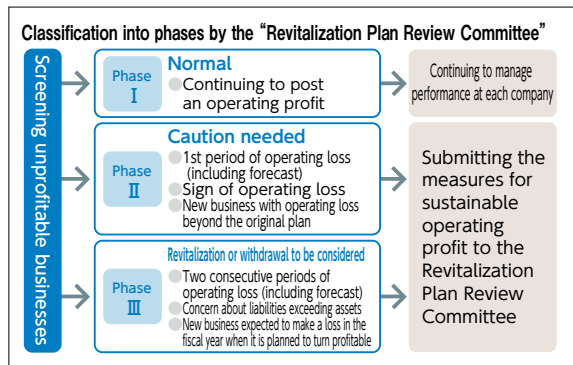 Classification into phases by the “Revitalization Plan Review Committee”
Screening unprofitable businesses
Phase
I
Normal
Continuing to post
an operating profit
Continuing to manage
performance at each company
Phase
II
Caution needed
1st period of operating loss
(including forecast)
Sign of operating loss
New business with operating loss
beyond the original plan
Phase
III
Revitalization or withdrawal to be considered
Two consecutive periods of
operating loss (including forecast)
Concern about liabilities exceeding assets
New business expected to make a loss in the
fiscal year when it is planned to turn profitable
Submitting the
measures for
sustainable
operating
profit to the
Revitalization
Plan Review
Committee